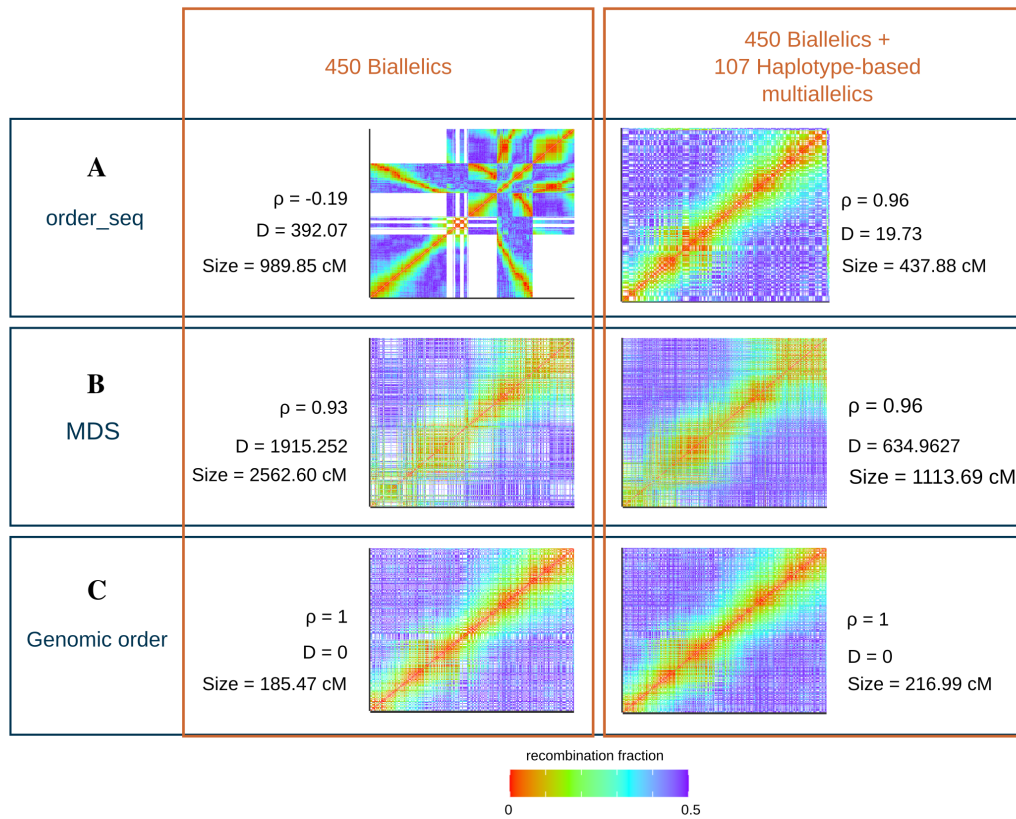 450 Biallelics
450 Biallelics +
107 Haplotype-based
multiallelics
A
order_seq
ρ = -0.19
D = 392.07
Size = 989.85 cM
ρ = 0.96
D = 19.73
Size = 437.88 cM
B
MDS
ρ = 0.93
D = 1915.252
Size = 2562.60 cM
ρ = 0.96
D = 634.9627
Size = 1113.69 cM
C
Genomic order
ρ = 1
D = 0
Size = 185.47 cM
ρ = 1
D = 0
Size = 216.99 cM
recombination fraction
0 0.5